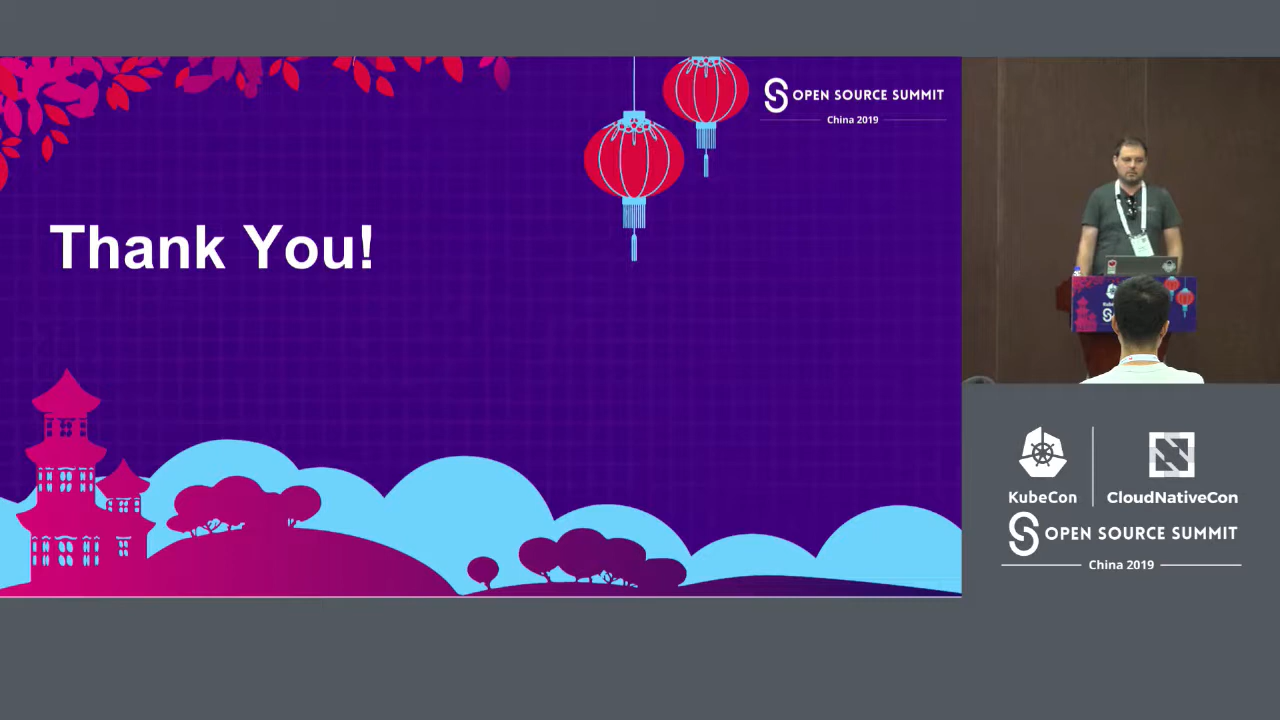 OPEN SOURCE SUMMIT
China 2019
Thank You!
KubeCon
CloudNativeCon
OPEN SOURCE SUMMIT
China 2019